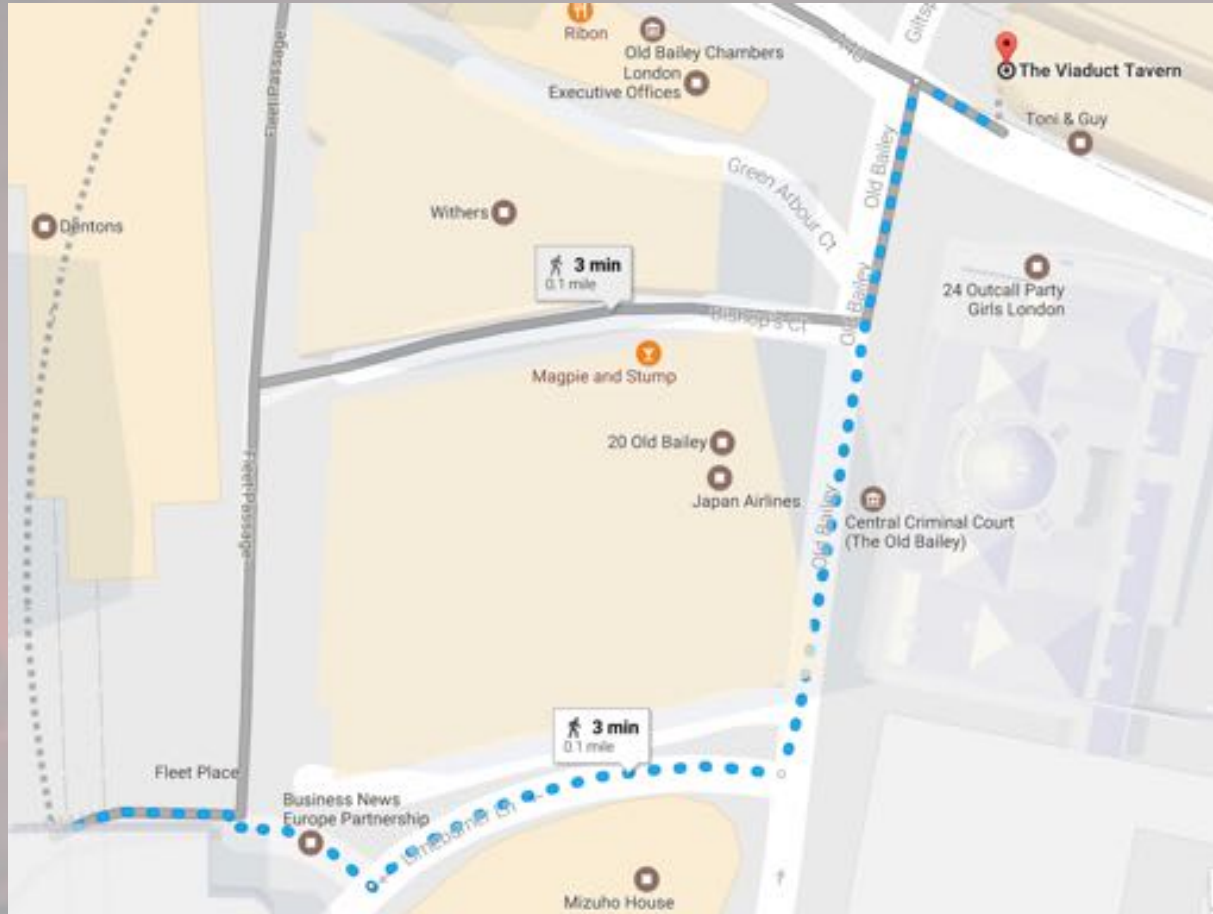 Ribon
Old Bailey Chambers
London
Executive Offices
A40
The Viaduct Tavern
Toni & Guy
Fleet Passage
Old Bailey
Green Arbour Ct
Withers
Dentons
3 min
0.1 mile
24 Outcall Party
Girls London
Old Bailey
Bishop's Ct
Magpie and Stump
20 Old Bailey
Japan Airlines
Fleet Passage
Old Bailey
Central Criminal Court
(The Old Bailey)
3 min
0.1 mile
Fleet Place
Business News
Europe Partnership
Limeburner Ln
Mizuho House